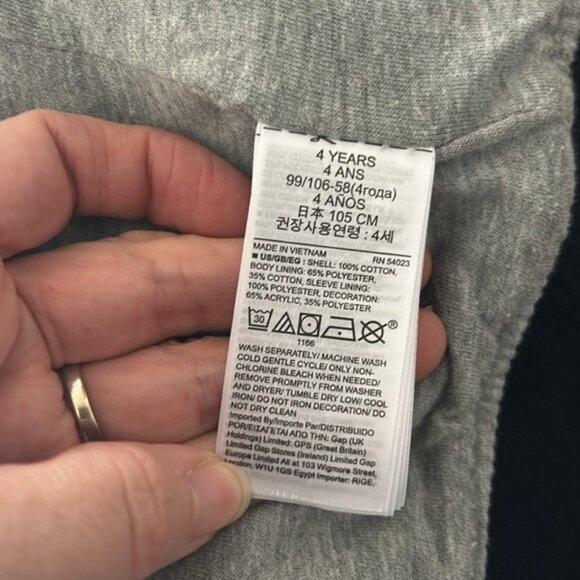 4 YEARS
4 ANS
99/106-58(4года)
4 AÑOS
日本 105 CM
권장사용연령 : 4세
MADE IN VIETNAM RN 54023
■ US/GB/EG : SHELL: 100% COTTON,
BODY LINING: 65% POLYESTER,
35% COTTON, SLEEVE LINING:
100% POLYESTER, DECORATION:
65% ACRYLIC, 35% POLYESTER
30 ®
1166
WASH SEPARATELY/ MACHINE WASH
COLD GENTLE CYCLE/ ONLY NON-
CHLORINE BLEACH WHEN NEEDED/
REMOVE PROMPTLY FROM WASHER
AND DRYER/ TUMBLE DRY LOW/ COOL
IRON/ DO NOT IRON DECORATION/ DO
NOT DRY CLEAN
Imported By/Importe Par/DISTRIBUIDO
POR/ΕΙΣΑΓΕΤΑΙ ΑΠΟ ΤΗΝ: Gap (UK
Holdings) Limited: GPS (Great Britain)
Limited Gap Stores (Ireland) Limited Gap
Europe Limited All at 103 Wigmore Street,
London, W1U 1QS Egypt Importer: RIGE,